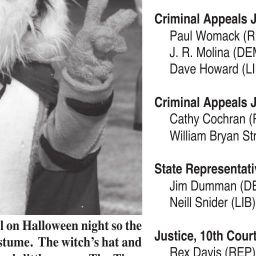 l on Halloween night so the
stume. The witch's hat and
Criminal Appeals J
Paul Womack (R
J. R. Molina (DEM
Dave Howard (LI
Criminal Appeals J
Cathy Cochran (
William Bryan Str
State Representativ
Jim Dumman (DE
Neill Snider (LIB)
Justice, 10th Court
Rex Davis (REP)